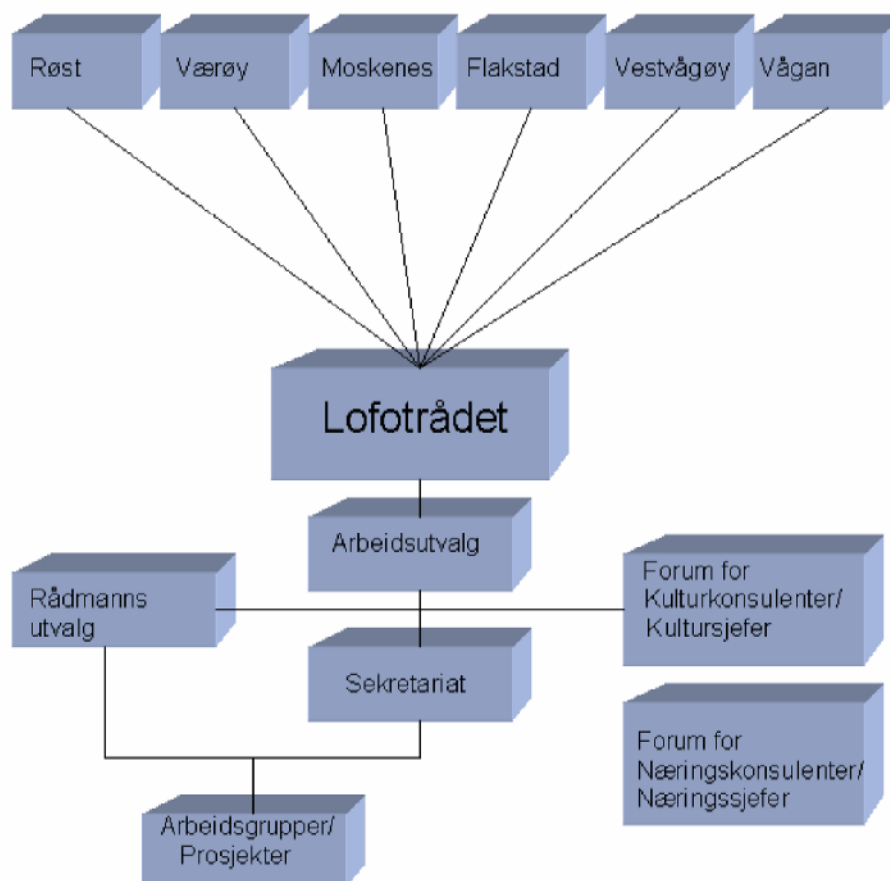 Røst
Værøy
Moskenes
Flakstad
Vestvågøy
Vågan
Lofotrådet
Arbeidsutvalg
Rådmanns
utvalg
Forum for
Kulturkonsulenter/
Kultursjefer
Sekretariat
Forum for
Næringskonsulenter/
Næringssjefer
Arbeidsgrupper/
Prosjekter